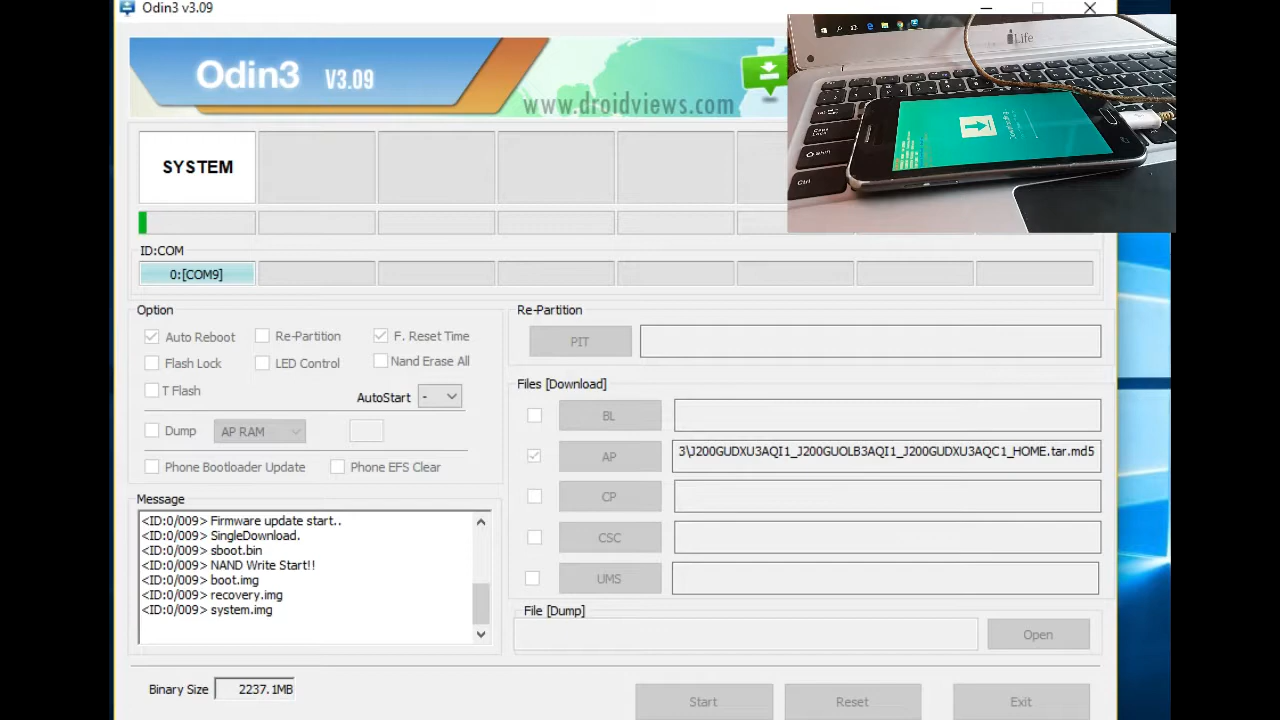 Odin3 v3.09
Odin3 V3.09
www.droidviews.com
iLife
Caps Lock
Shift
Ctrl
SYSTEM
ID:COM
0:[COM9]
Option
Auto Reboot
Re-Partition
F. Reset Time
Flash Lock
LED Control
Nand Erase All
T Flash
AutoStart
-
Dump
AP RAM
Phone Bootloader Update
Phone EFS Clear
Message
<ID:0/009> Firmware update start..
<ID:0/009> SingleDownload.
<ID:0/009> sboot.bin
<ID:0/009> NAND Write Start!!
<ID:0/009> boot.img
<ID:0/009> recovery.img
<ID:0/009> system.img
Binary Size
2237.1MB
Re-Partition
PIT
Files [Download]
BL
AP
3\J200GUDXU3AQI1_J200GUOLB3AQI1_J200GUDXU3AQC1_HOME.tar.md5
CP
CSC
UMS
File [Dump]
Open
Start
Reset
Exit